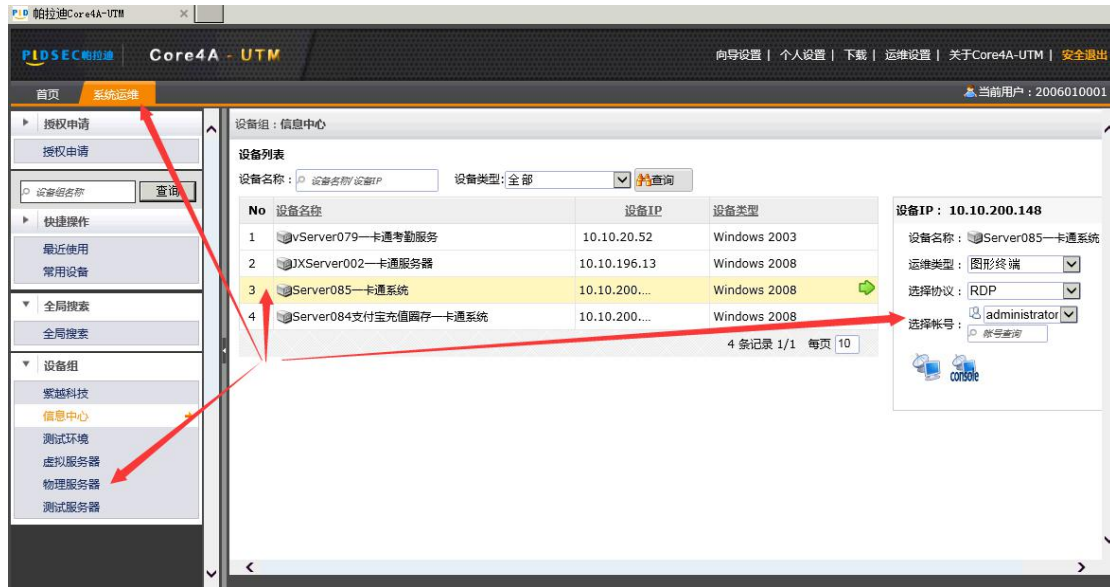 PLD 帕拉迪Core4A-UTM ×
PLDSEC帕拉迪 Core4A - UTM
向导设置 | 个人设置 | 下载 | 运维设置 | 关于Core4A-UTM | 安全退出
首页 系统运维 当前用户：2006010001
授权申请
授权申请
设备组名称 查询
快捷操作
最近使用
常用设备
全局搜索
全局搜索
设备组
紫越科技
信息中心
测试环境
虚拟服务器
物理服务器
测试服务器
设备组：信息中心
设备列表
设备名称： 设备名称/设备IP 设备类型: 全部 查询
No 设备名称 设备IP 设备类型
1 vServer079一卡通考勤服务 10.10.20.52 Windows 2003
2 JXServer002一卡通服务器 10.10.196.13 Windows 2008
3 Server085一卡通系统 10.10.200.... Windows 2008
4 Server084支付宝充值圈存一卡通系统 10.10.200.... Windows 2008
4 条记录 1/1 每页 10
设备IP：10.10.200.148
设备名称： Server085一卡通系统
运维类型： 图形终端
选择协议： RDP
选择帐号： administrator
帐号查询
console